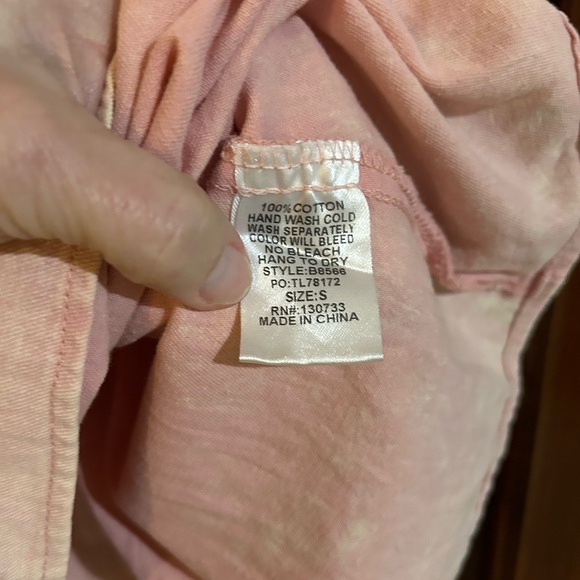 100% COTTON
HAND WASH COLD
WASH SEPARATELY
COLOR WILL BLEED
NO BLEACH
HANG TO DRY
STYLE:B8566
PO:TL78172
SIZE:S
RN#:130733
MADE IN CHINA